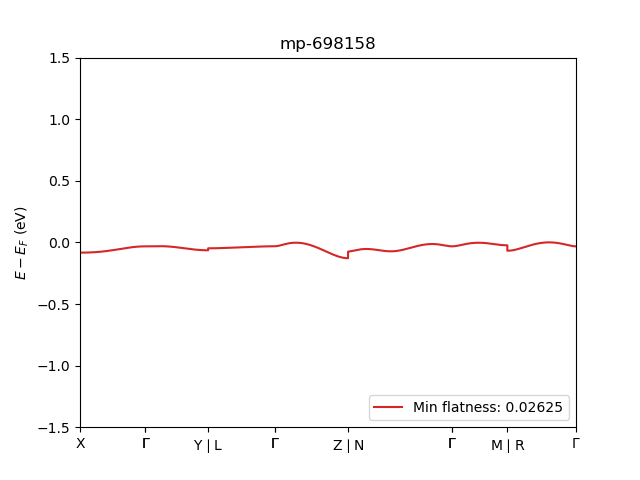 mp-698158
E − E_F (eV)
1.5
1.0
0.5
0.0
−0.5
−1.0
−1.5
Min flatness: 0.02625
X Γ Y | L Γ Z | N Γ M | R Γ